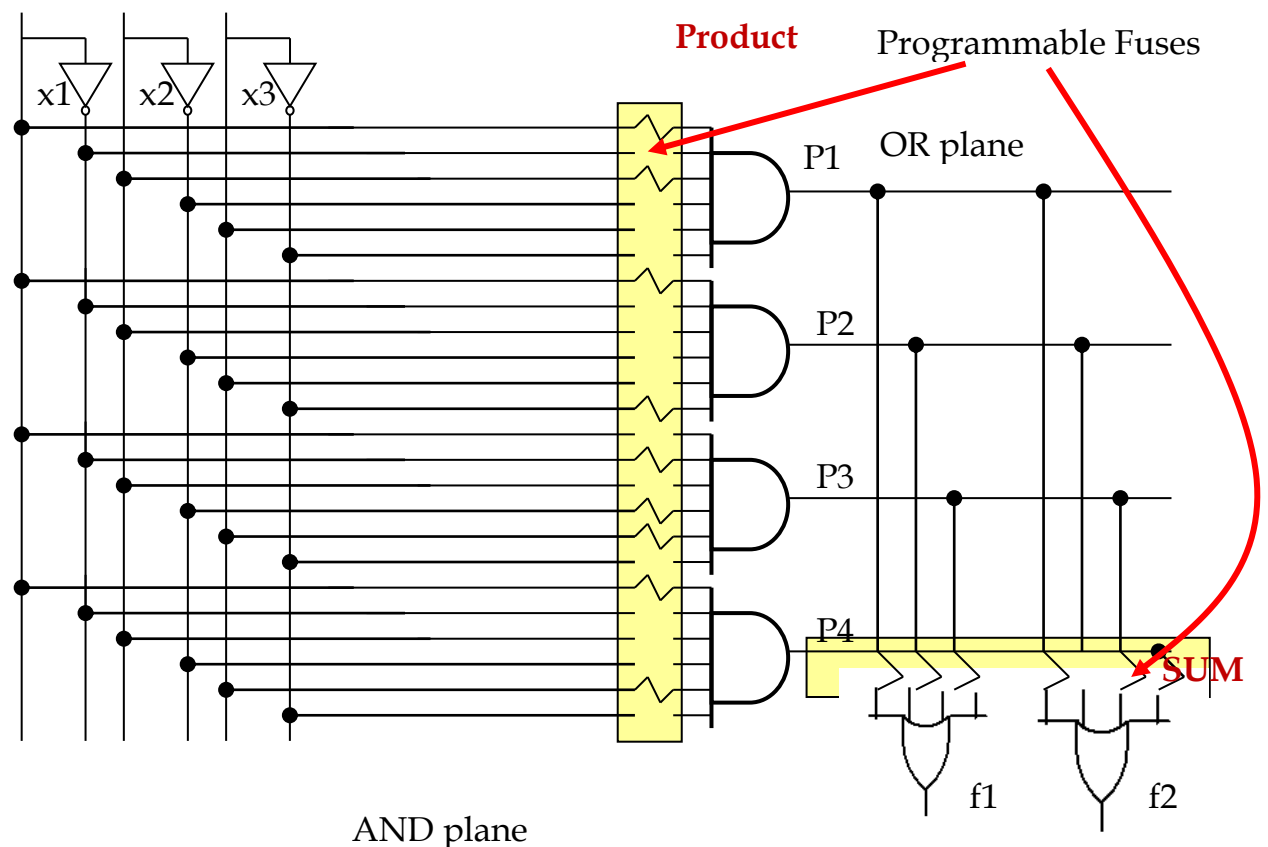 Product
Programmable Fuses
x1
x2
x3
P1
OR plane
P2
P3
P4
SUM
f1
f2
AND plane